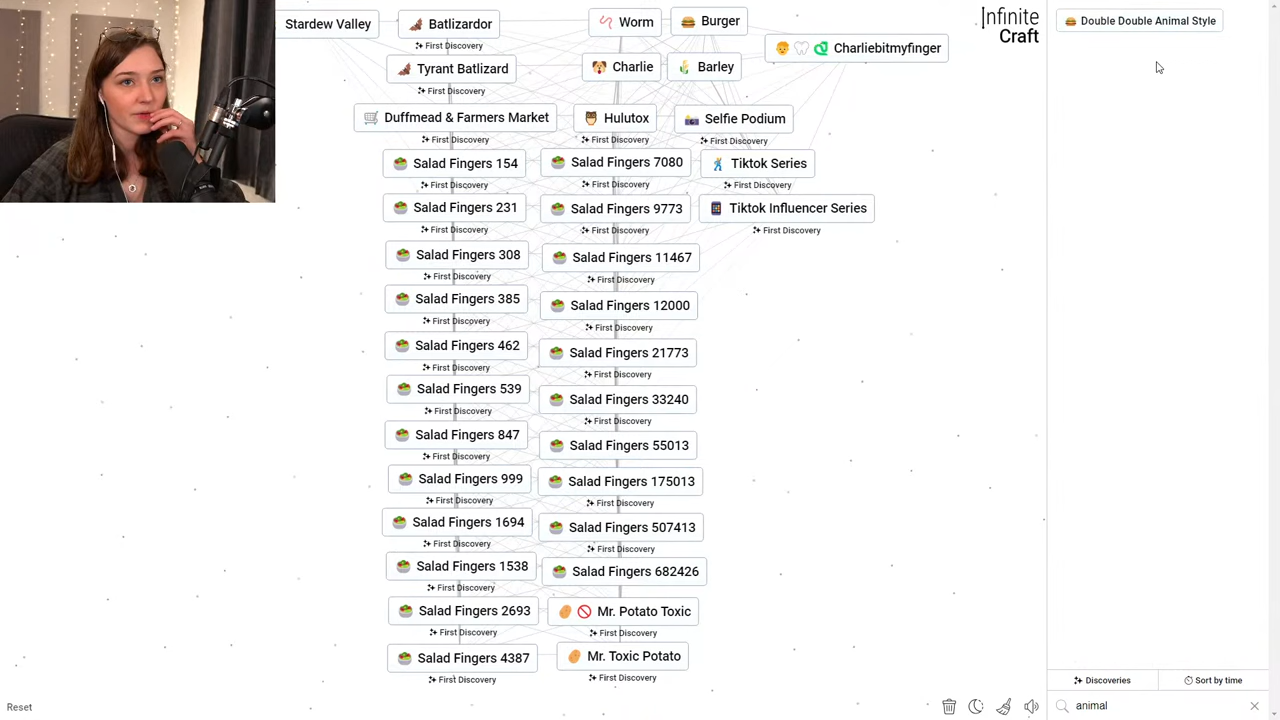 Stardew Valley
Batlizardor
First Discovery
Tyrant Batlizard
First Discovery
Duffmead & Farmers Market
First Discovery
Salad Fingers 154
First Discovery
Salad Fingers 231
First Discovery
Salad Fingers 308
First Discovery
Salad Fingers 385
First Discovery
Salad Fingers 462
First Discovery
Salad Fingers 539
First Discovery
Salad Fingers 847
First Discovery
Salad Fingers 999
First Discovery
Salad Fingers 1694
First Discovery
Salad Fingers 1538
First Discovery
Salad Fingers 2693
First Discovery
Salad Fingers 4387
First Discovery
Worm
Burger
Charlie
Barley
Charliebitmyfinger
Hulutox
First Discovery
Selfie Podium
First Discovery
Salad Fingers 7080
First Discovery
Tiktok Series
First Discovery
Salad Fingers 9773
First Discovery
Tiktok Influencer Series
First Discovery
Salad Fingers 11467
First Discovery
Salad Fingers 12000
First Discovery
Salad Fingers 21773
First Discovery
Salad Fingers 33240
First Discovery
Salad Fingers 55013
First Discovery
Salad Fingers 175013
First Discovery
Salad Fingers 507413
First Discovery
Salad Fingers 682426
Mr. Potato Toxic
First Discovery
Mr. Toxic Potato
First Discovery
Infinite
Craft
Double Double Animal Style
Discoveries
Sort by time
animal
Reset